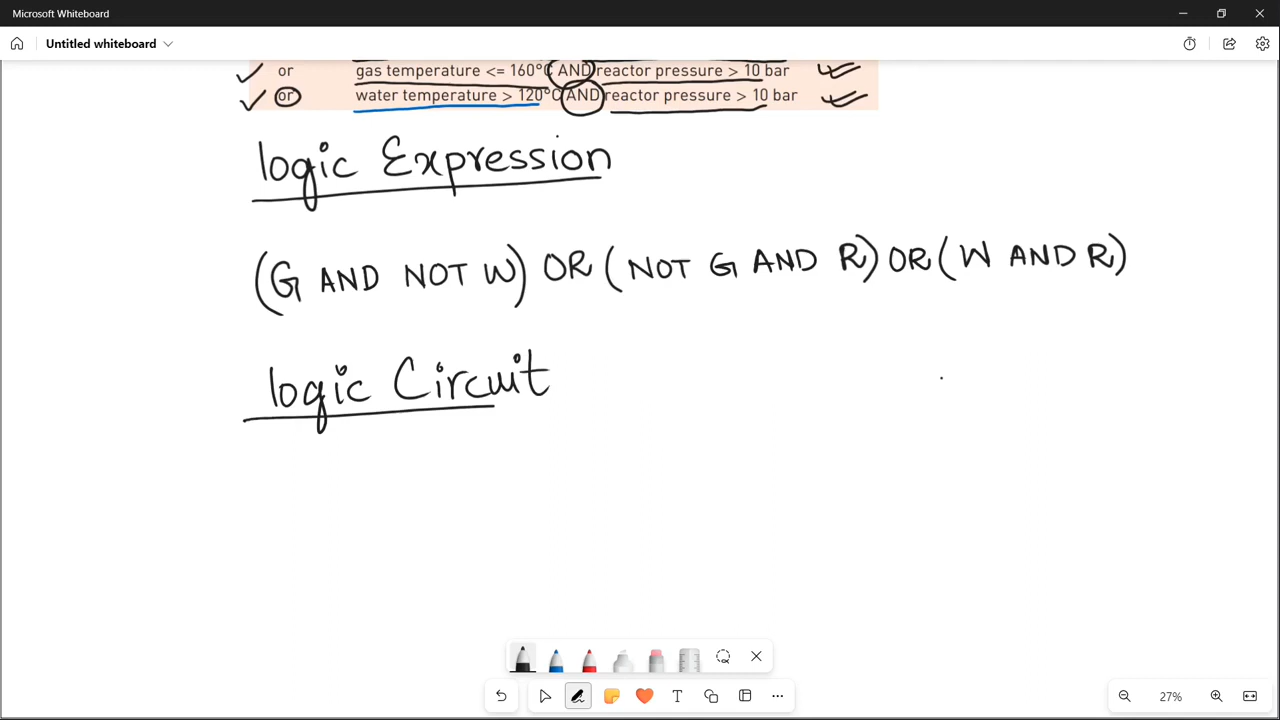 Microsoft Whiteboard
Untitled whiteboard
or gas temperature <= 160°C AND reactor pressure > 10 bar
or water temperature > 120°C AND reactor pressure > 10 bar
logic Expression
(G AND NOT W) OR (NOT G AND R) OR (W AND R)
logic Circuit
27%